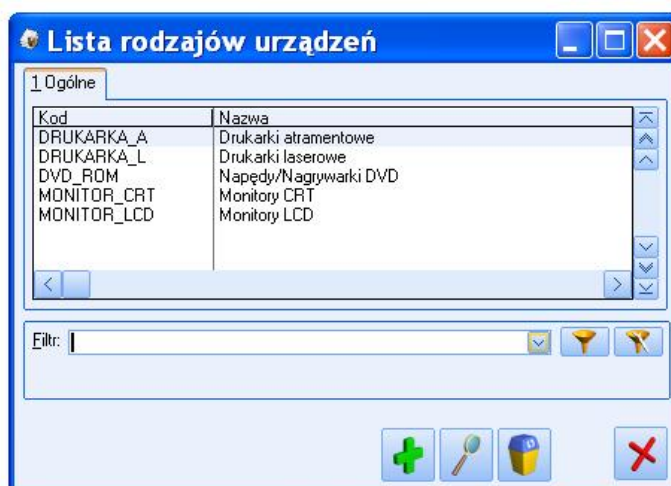 Lista rodzajów urządzeń
1 Ogólne
Kod Nazwa
DRUKARKA_A Drukarki atramentowe
DRUKARKA_L Drukarki laserowe
DVD_ROM Napędy/Nagrywarki DVD
MONITOR_CRT Monitory CRT
MONITOR_LCD Monitory LCD
Filtr: